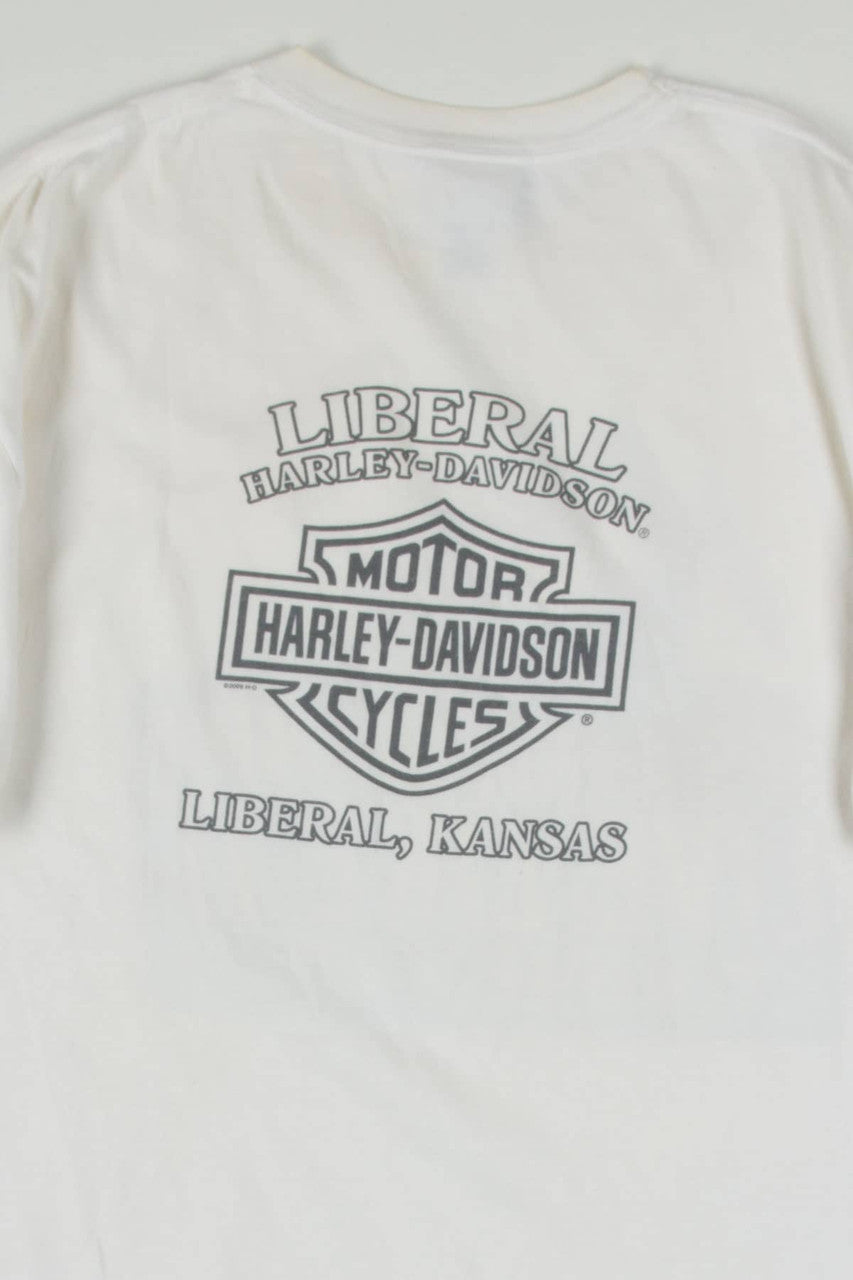 LIBERAL
HARLEY-DAVIDSON®
MOTOR
HARLEY-DAVIDSON
CYCLES
®
LIBERAL, KANSAS